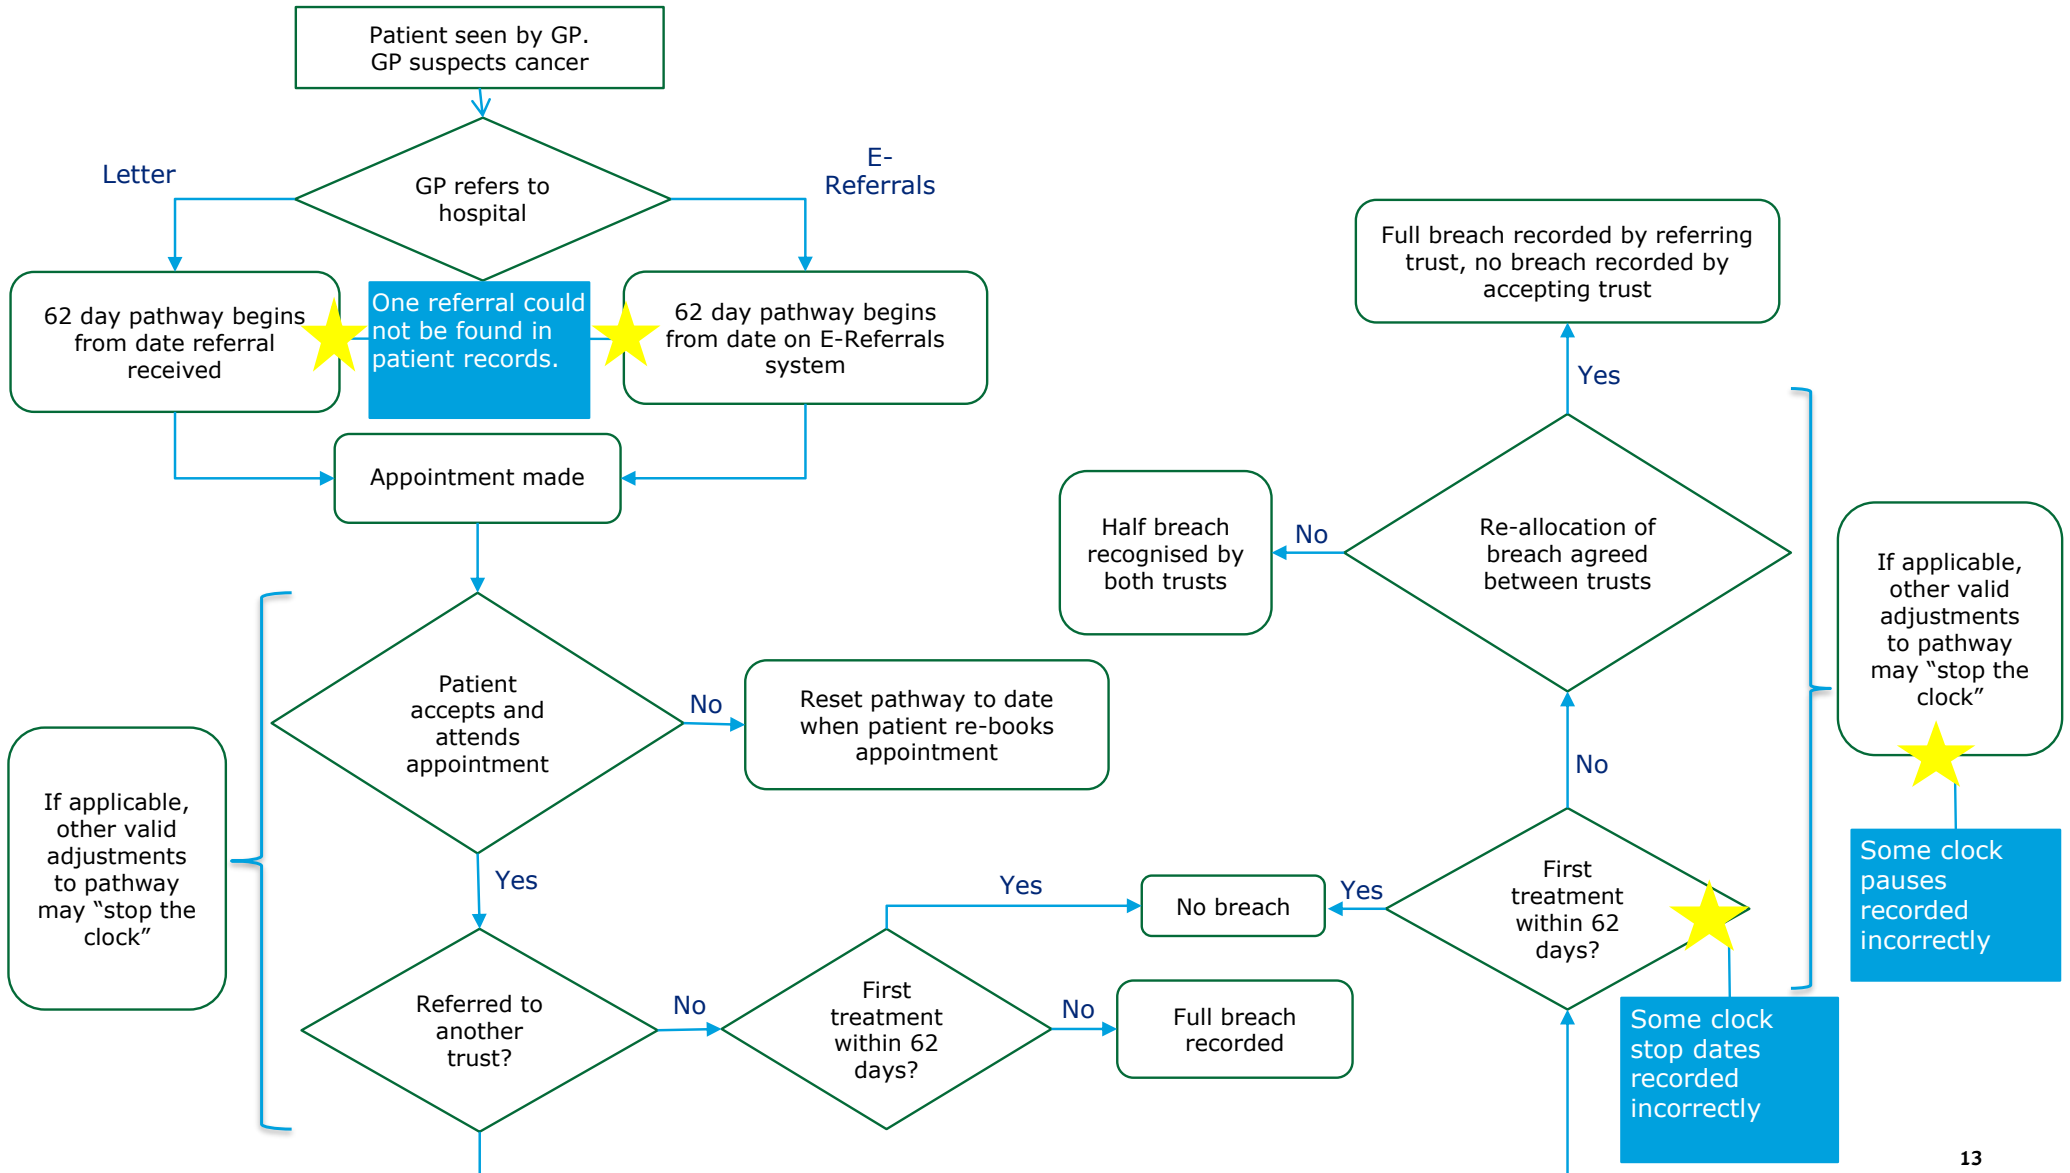 Patient seen by GP.
GP suspects cancer
Letter
E-
Referrals
GP refers to
hospital
62 day pathway begins
from date referral
received
One referral could
not be found in
patient records.
62 day pathway begins
from date on E-Referrals
system
Appointment made
Patient
accepts and
attends
appointment
No
Reset pathway to date
when patient re-books
appointment
If applicable,
other valid
adjustments
to pathway
may “stop the
clock”
Yes
Referred to
another
trust?
No
First
treatment
within 62
days?
Yes
No breach
No
Full breach
recorded
Yes
First
treatment
within 62
days?
Some clock
stop dates
recorded
incorrectly
No
Re-allocation of
breach agreed
between trusts
No
Half breach
recognised by
both trusts
Yes
Full breach recorded by referring
trust, no breach recorded by
accepting trust
If applicable,
other valid
adjustments
to pathway
may “stop the
clock”
Some clock
pauses
recorded
incorrectly
13